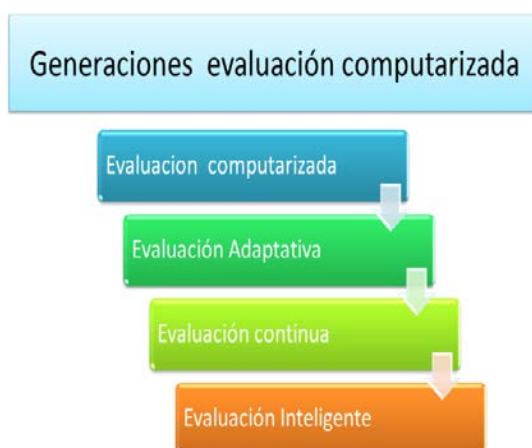 Generaciones evaluación computarizada
Evaluacion computarizada
Evaluación Adaptativa
Evaluación continua
Evaluación Inteligente